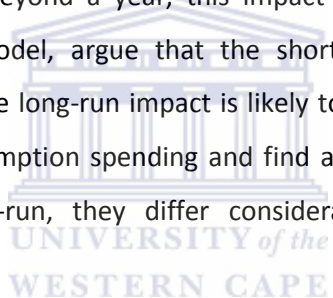 beyond a year, this impact
odel, argue that the short
e long-run impact is likely to
mption spending and find a
-run, they differ considera
UNIVERSITY of the
WESTERN CAPE